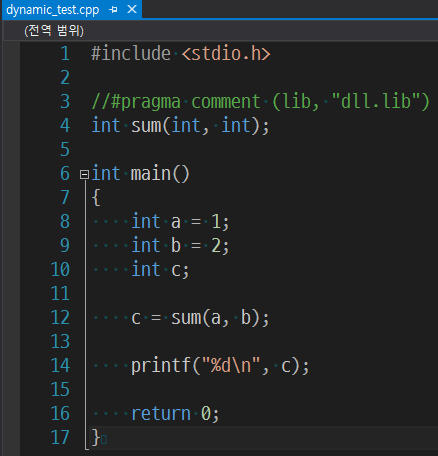 dynamic_test.cpp
(전역 범위)
1 #include <stdio.h>
2
3 //#pragma comment (lib, "dll.lib")
4 int sum(int, int);
5
6 int main()
7 {
8 int a = 1;
9 int b = 2;
10 int c;
11
12 c = sum(a, b);
13
14 printf("%d\n", c);
15
16 return 0;
17 }